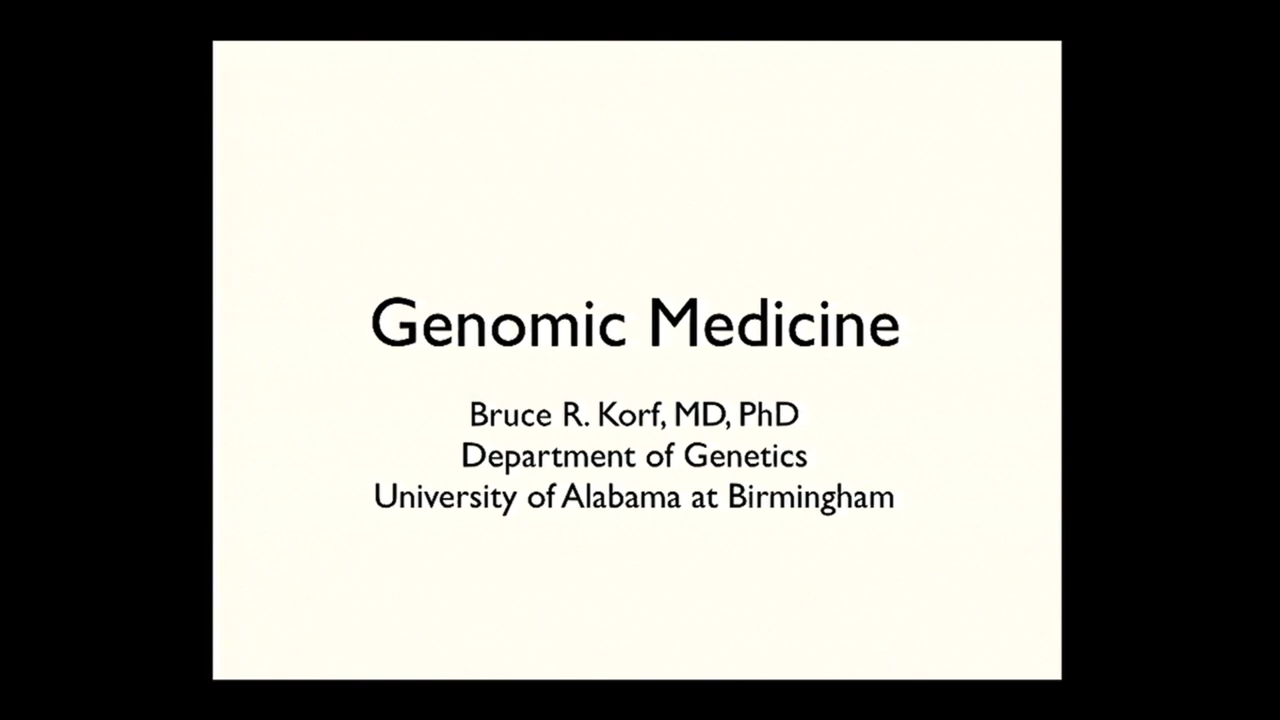 Genomic Medicine
Bruce R. Korf, MD, PhD
Department of Genetics
University of Alabama at Birmingham